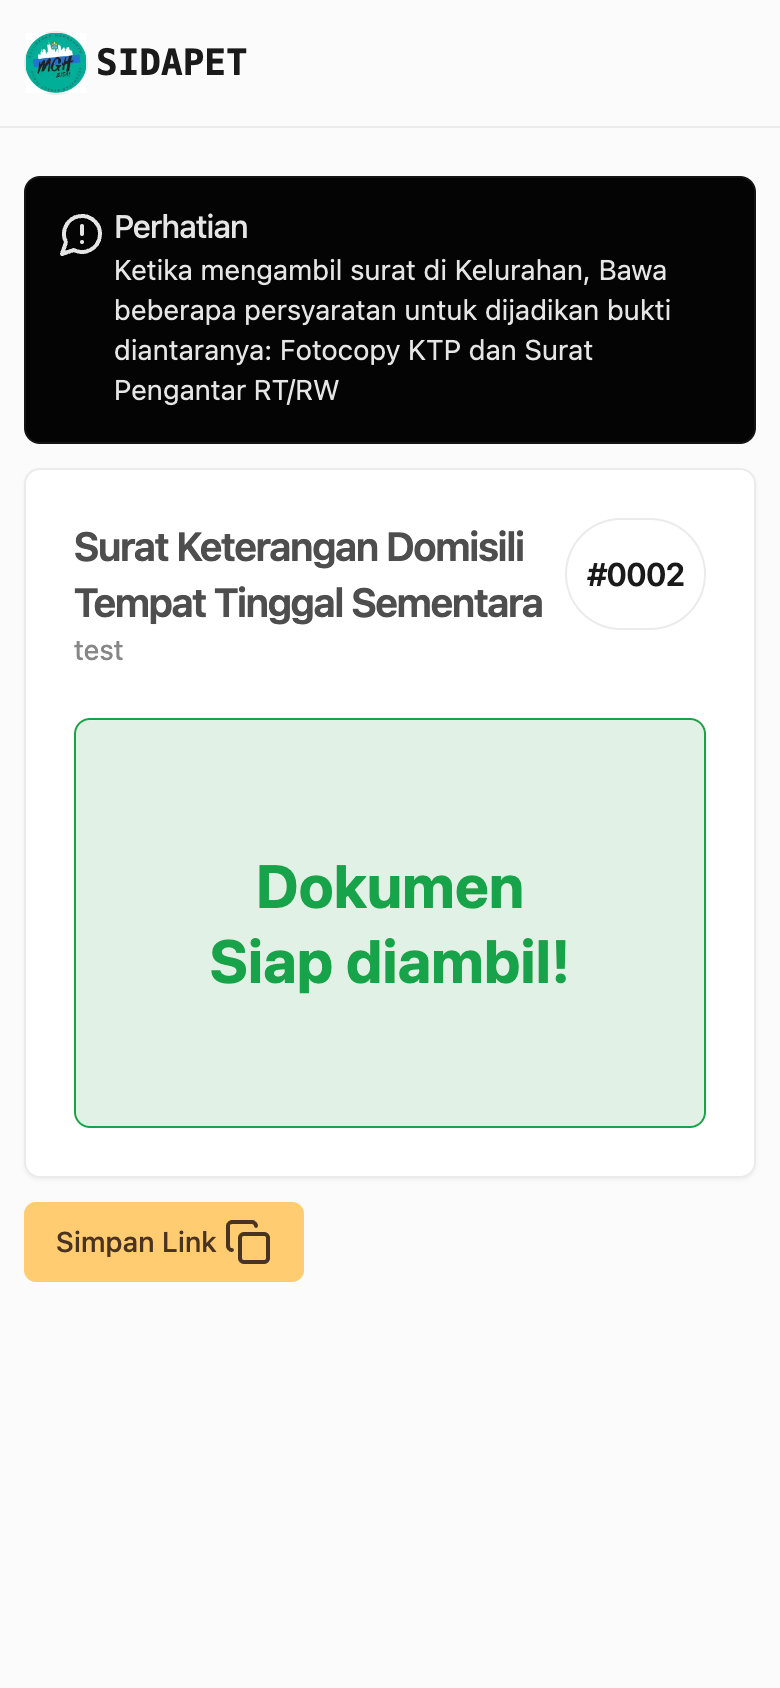 MGH
SIDAPET
Perhatian
Ketika mengambil surat di Kelurahan, Bawa
beberapa persyaratan untuk dijadikan bukti
diantaranya: Fotocopy KTP dan Surat
Pengantar RT/RW
Surat Keterangan Domisili
Tempat Tinggal Sementara
#0002
test
Dokumen
Siap diambil!
Simpan Link